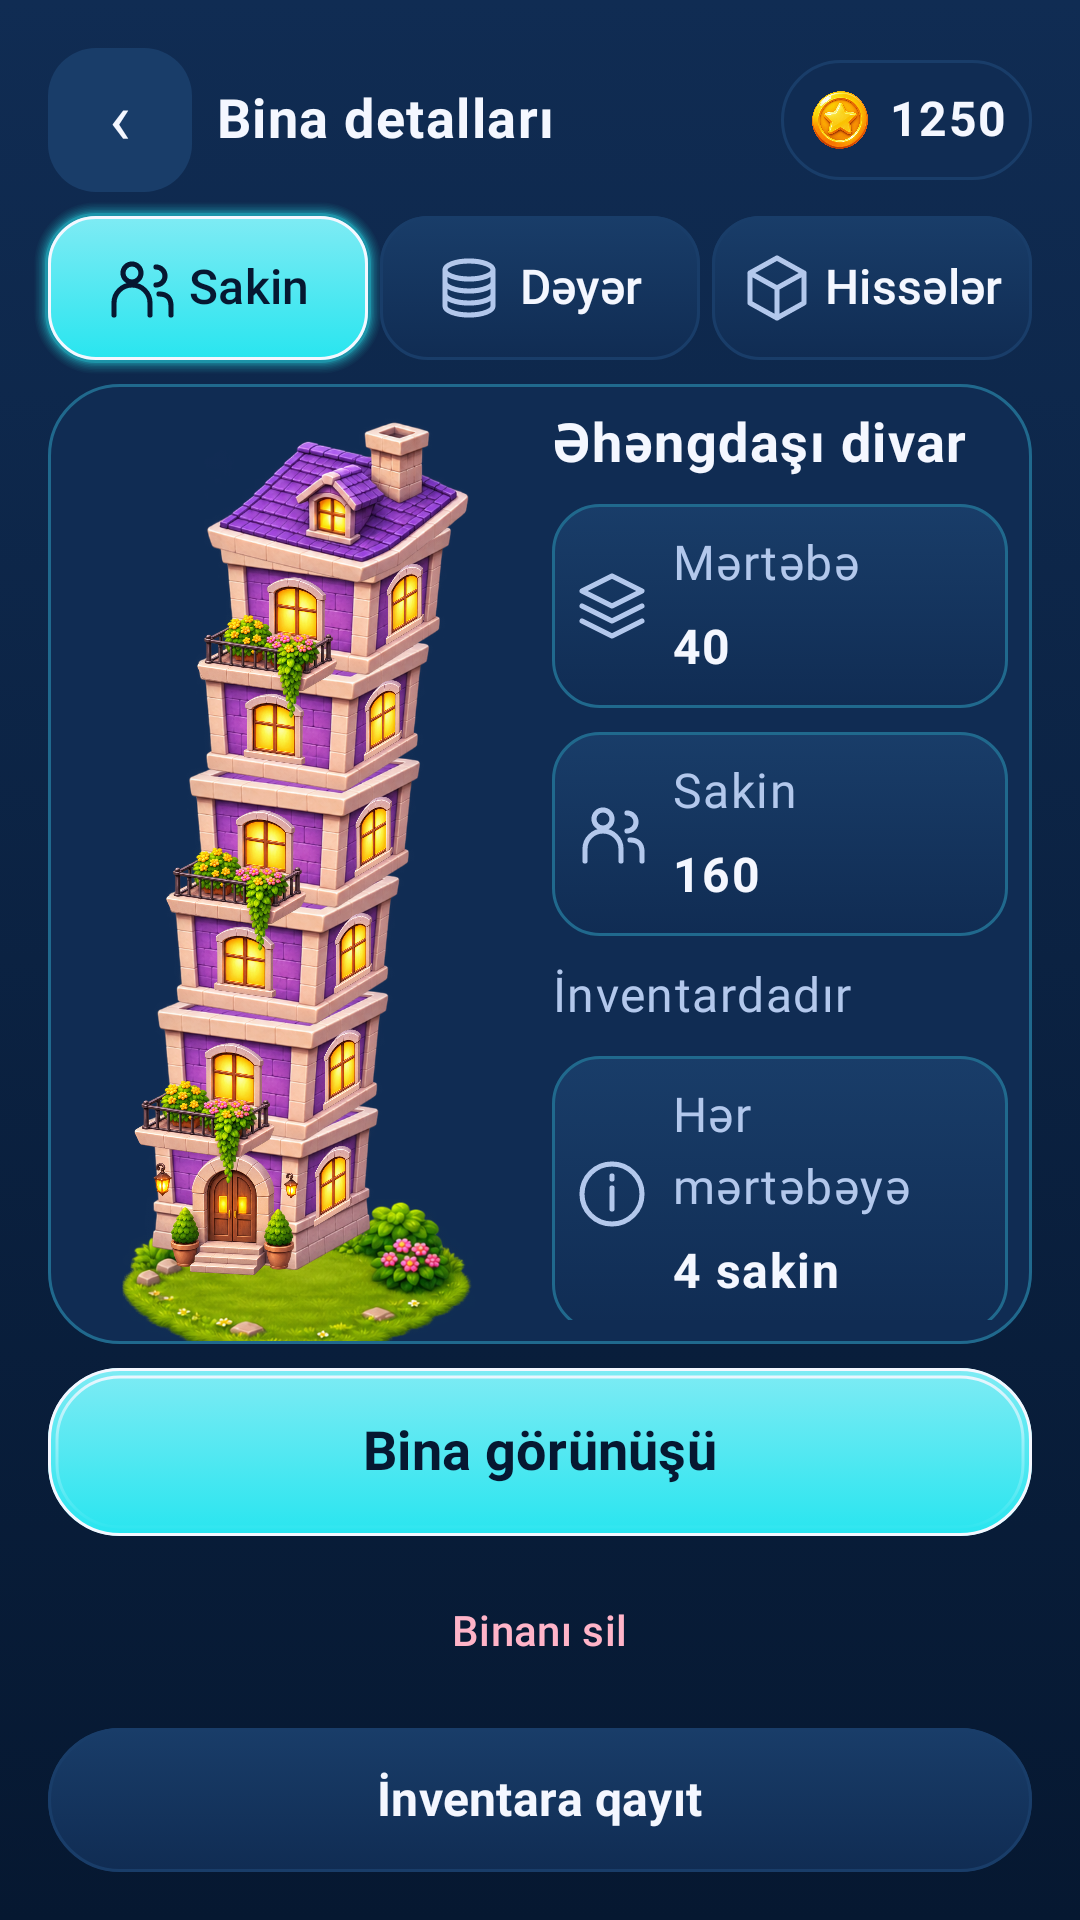 ‹ Bina detalları 1250
Sakin Dəyər Hissələr
Əhəngdaşı divar
Mərtəbə
40
Sakin
160
İnventardadır
Hər
mərtəbəyə
4 sakin
Bina görünüşü
Binanı sil
İnventara qayıt